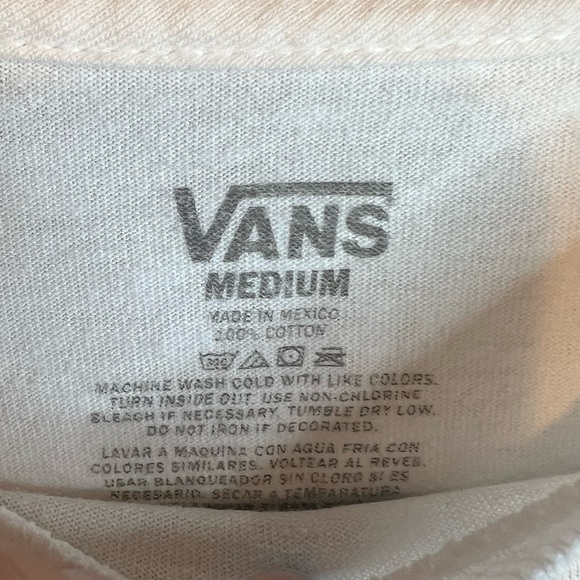 VANS
MEDIUM
MADE IN MEXICO
100% COTTON
MACHINE WASH COLD WITH LIKE COLORS.
TURN INSIDE OUT. USE NON-CHLORINE
BLEACH IF NECESSARY. TUMBLE DRY LOW.
DO NOT IRON IF DECORATED.
LAVAR A MAQUINA CON AGUA FRIA CON
COLORES SIMILARES. VOLTEAR AL REVES.
USAR BLANQUEADOR SIN CLORO SI ES
NECESARIO. SECAR A TEMPARATURA